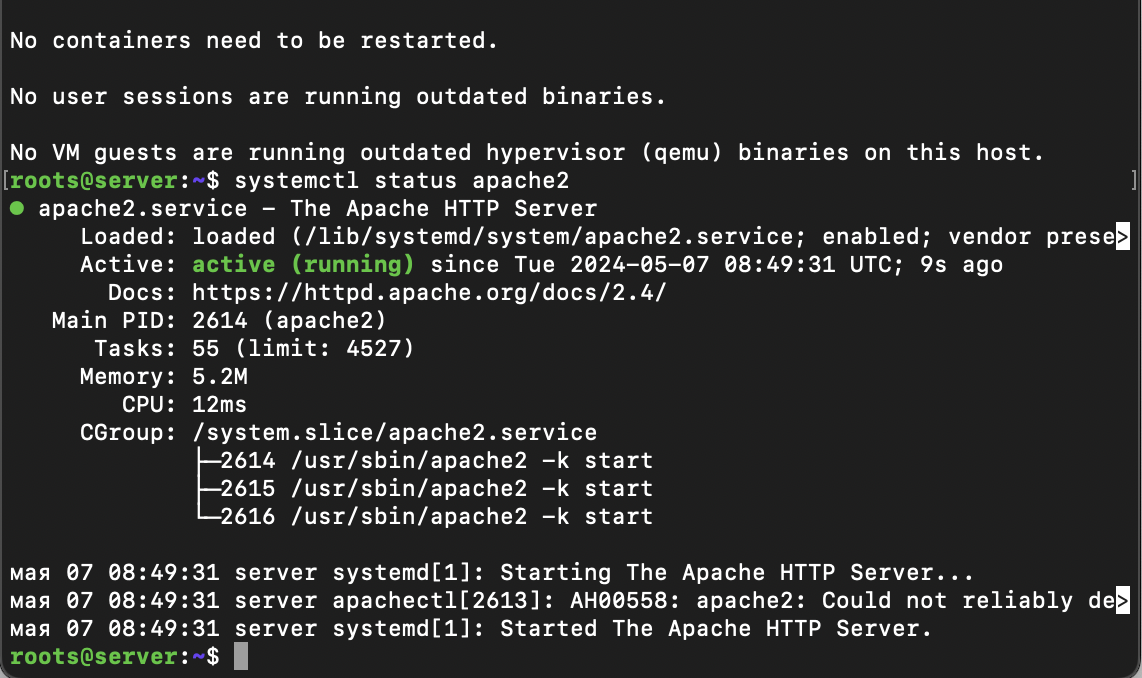 No containers need to be restarted.
No user sessions are running outdated binaries.
No VM guests are running outdated hypervisor (qemu) binaries on this host.
[roots@server:~$ systemctl status apache2 ]
● apache2.service – The Apache HTTP Server
Loaded: loaded (/lib/systemd/system/apache2.service; enabled; vendor prese>
Active: active (running) since Tue 2024-05-07 08:49:31 UTC; 9s ago
Docs: https://httpd.apache.org/docs/2.4/
Main PID: 2614 (apache2)
Tasks: 55 (limit: 4527)
Memory: 5.2M
CPU: 12ms
CGroup: /system.slice/apache2.service
├─2614 /usr/sbin/apache2 -k start
├─2615 /usr/sbin/apache2 -k start
└─2616 /usr/sbin/apache2 -k start
мая 07 08:49:31 server systemd[1]: Starting The Apache HTTP Server...
мая 07 08:49:31 server apachectl[2613]: AH00558: apache2: Could not reliably de>
мая 07 08:49:31 server systemd[1]: Started The Apache HTTP Server.
roots@server:~$